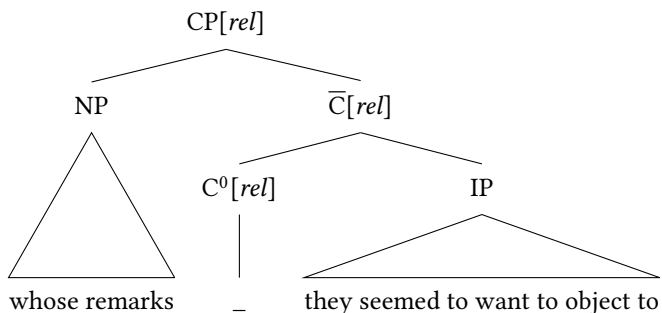 CP[rel]
NP C̅[rel]
C⁰[rel] IP
whose remarks _ they seemed to want to object to